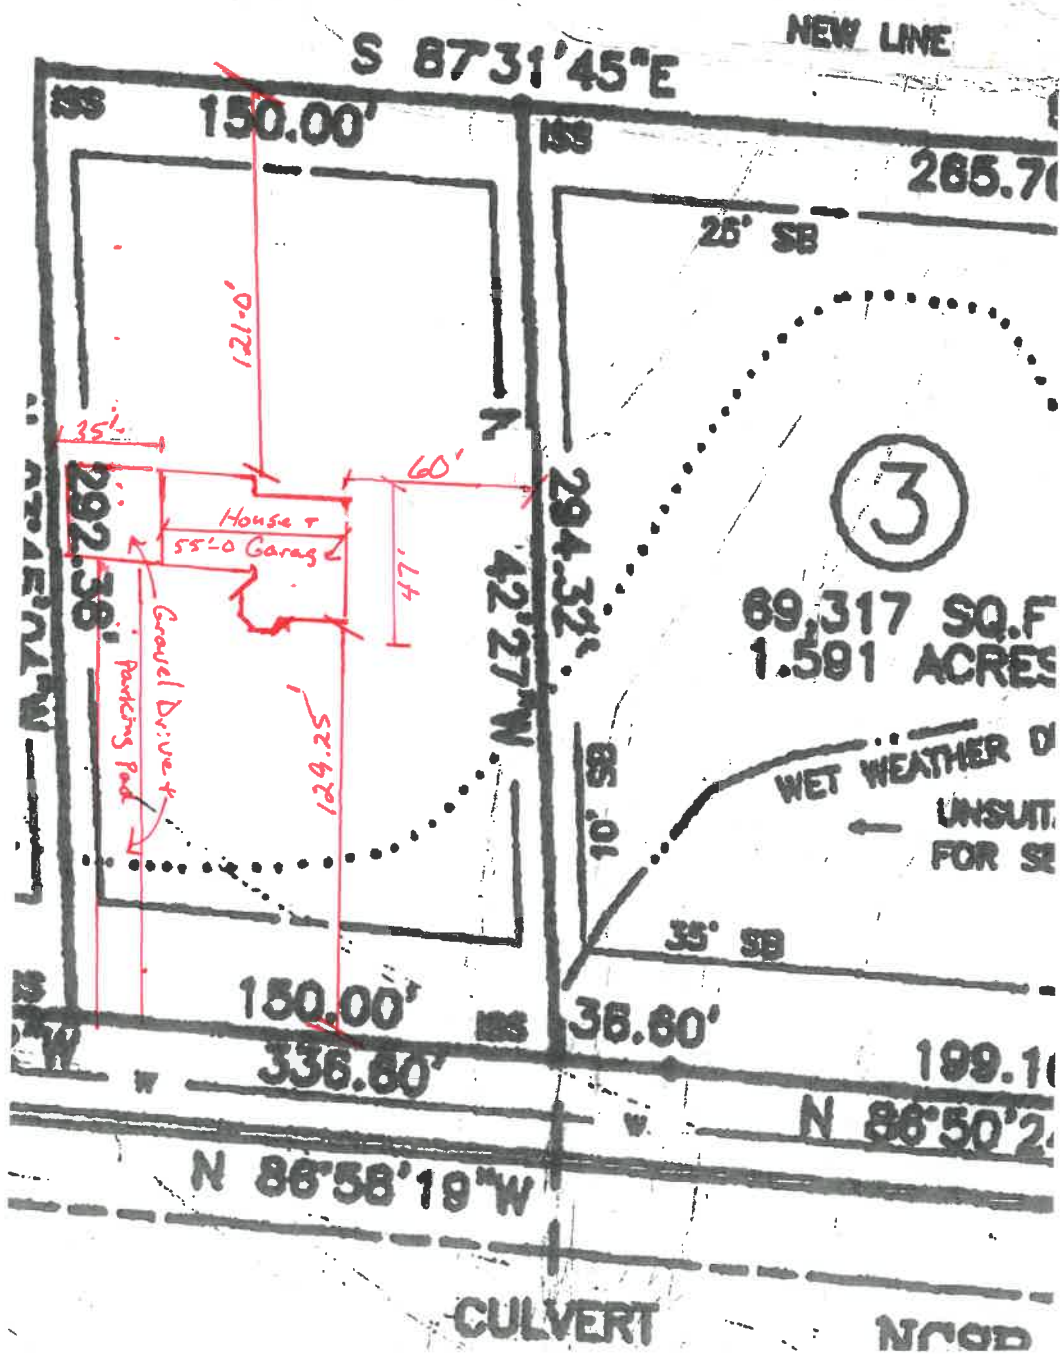 NEW LINE
S 87°31'45"E
ISS
150.00'
ISS
265.7
25' SB
121.0'
35'
60'
3
292.38'
House +
55'-0 Garage
47'
294.32'
42'27"W
69,317 SQ.F
1.591 ACRES
Gravel Drive +
Parking Pad
129.25'
SB
10'
WET WEATHER D
UNSUIT
FOR SE
35' SB
150.00'
ISS
36.60'
336.60'
199.1
W
W
W
N 86°50'2
N 86°58'19"W
CULVERT
NCSR